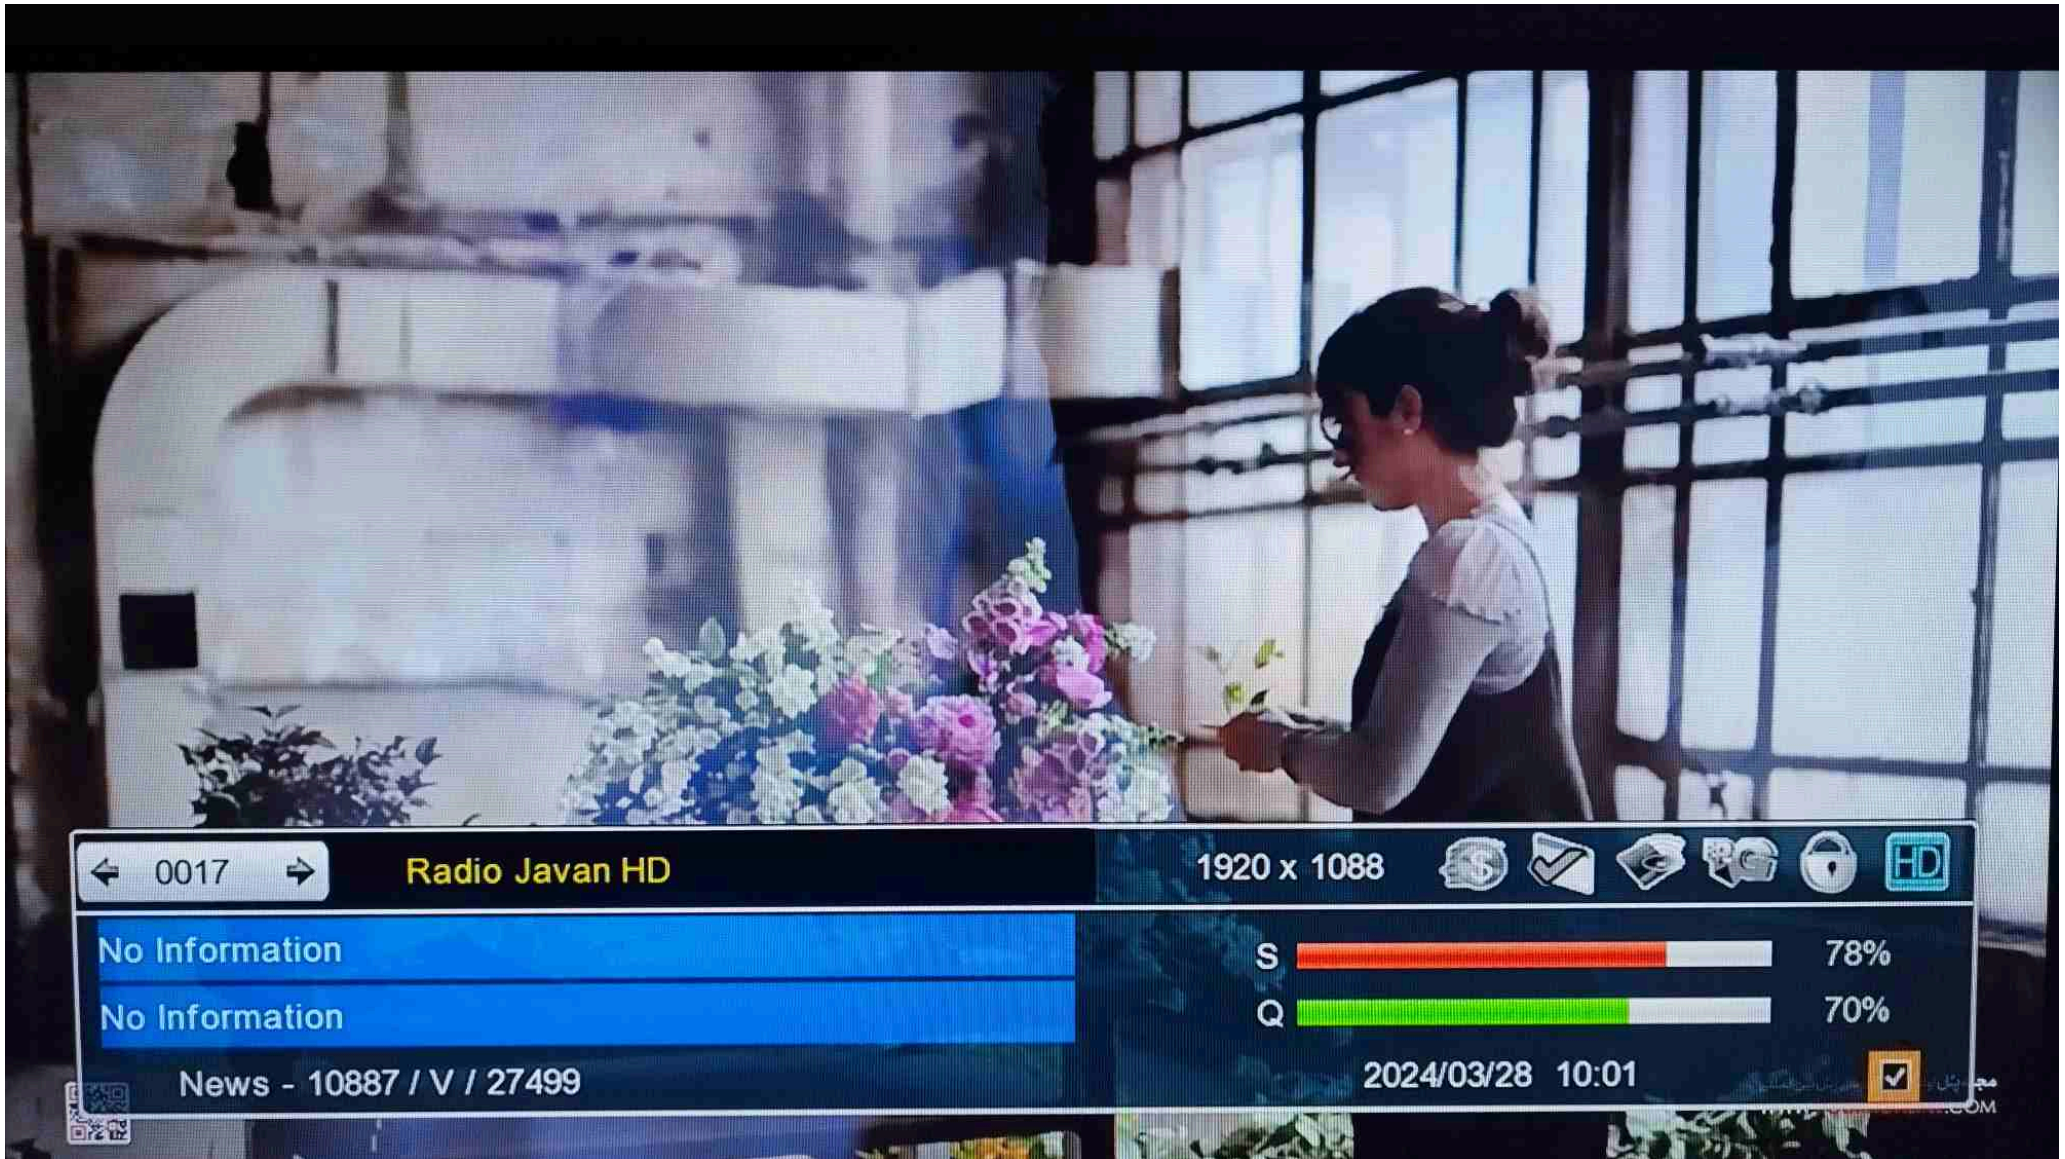 0017
Radio Javan HD
1920 x 1088
HD
No Information
No Information
S 78%
Q 70%
News - 10887 / V / 27499
2024/03/28 10:01
.COM